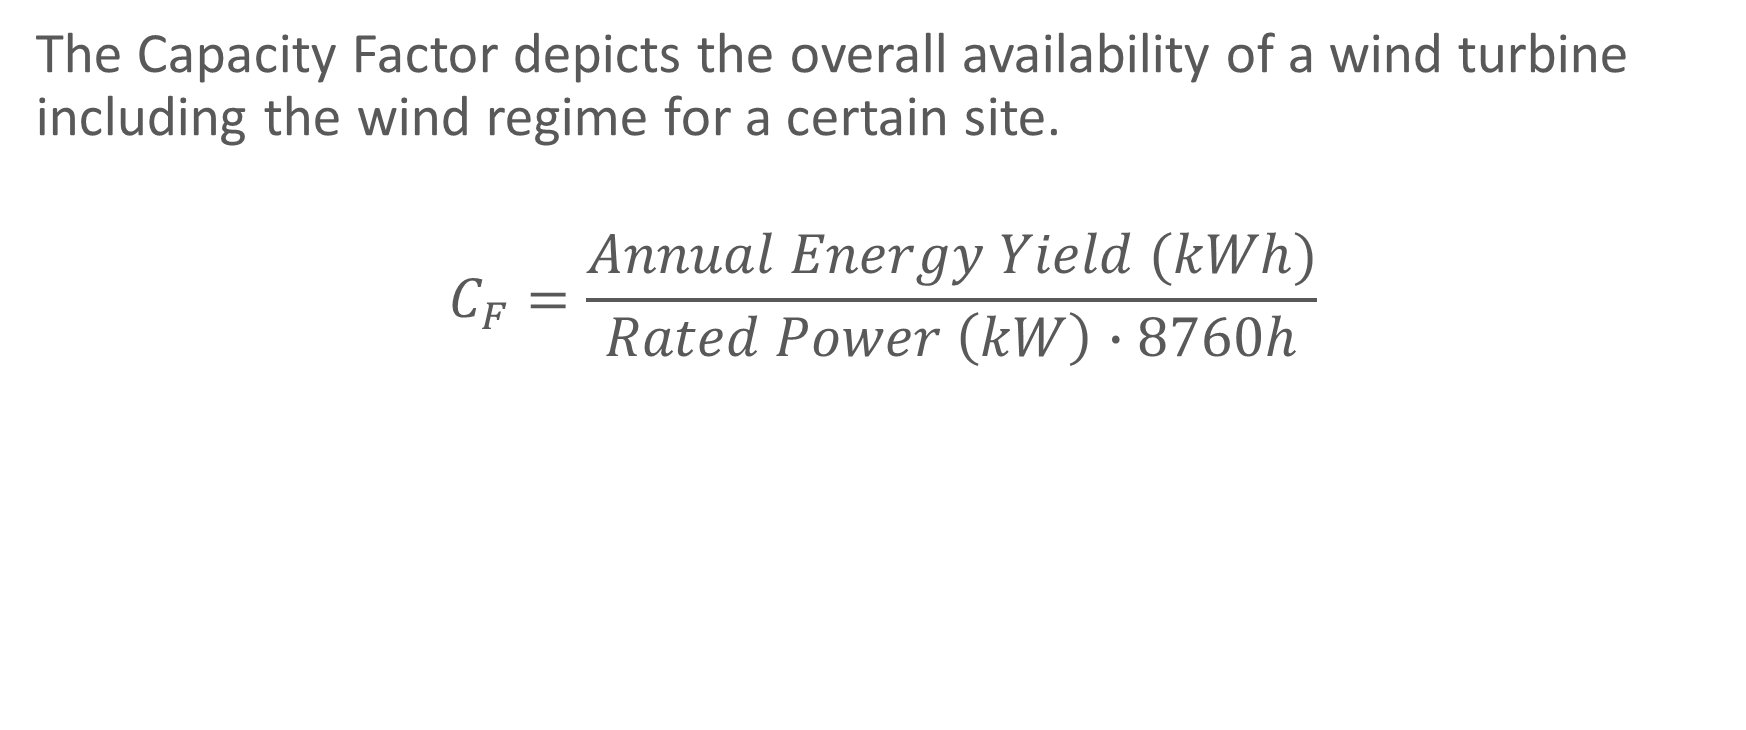 The Capacity Factor depicts the overall availability of a wind turbine
including the wind regime for a certain site.
C_F = \frac{Annual Energy Yield (kWh)}{Rated Power (kW) · 8760h}